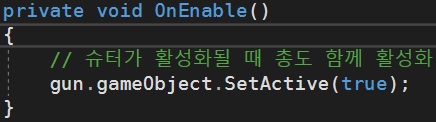 private void OnEnable()
{
// 슈터가 활성화될 때 총도 함께 활성화
gun.gameObject.SetActive(true);
}